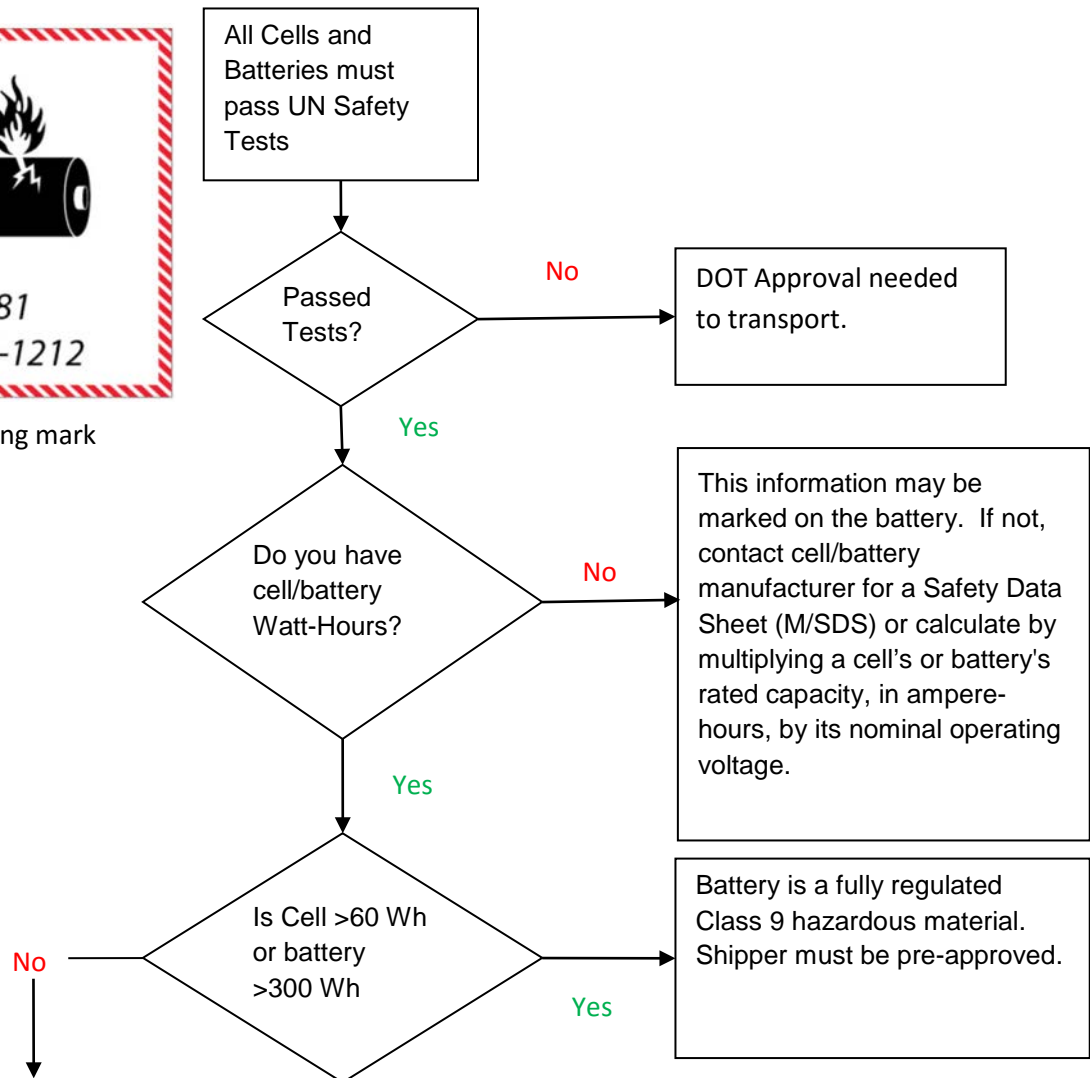 All Cells and
Batteries must
pass UN Safety
Tests
81
-1212
ng mark
Passed
Tests?
No
DOT Approval needed
to transport.
Yes
Do you have
cell/battery
Watt-Hours?
No
This information may be
marked on the battery.  If not,
contact cell/battery
manufacturer for a Safety Data
Sheet (M/SDS) or calculate by
multiplying a cell’s or battery's
rated capacity, in ampere-
hours, by its nominal operating
voltage.
Yes
Is Cell >60 Wh
or battery
>300 Wh
No
Yes
Battery is a fully regulated
Class 9 hazardous material.
Shipper must be pre-approved.